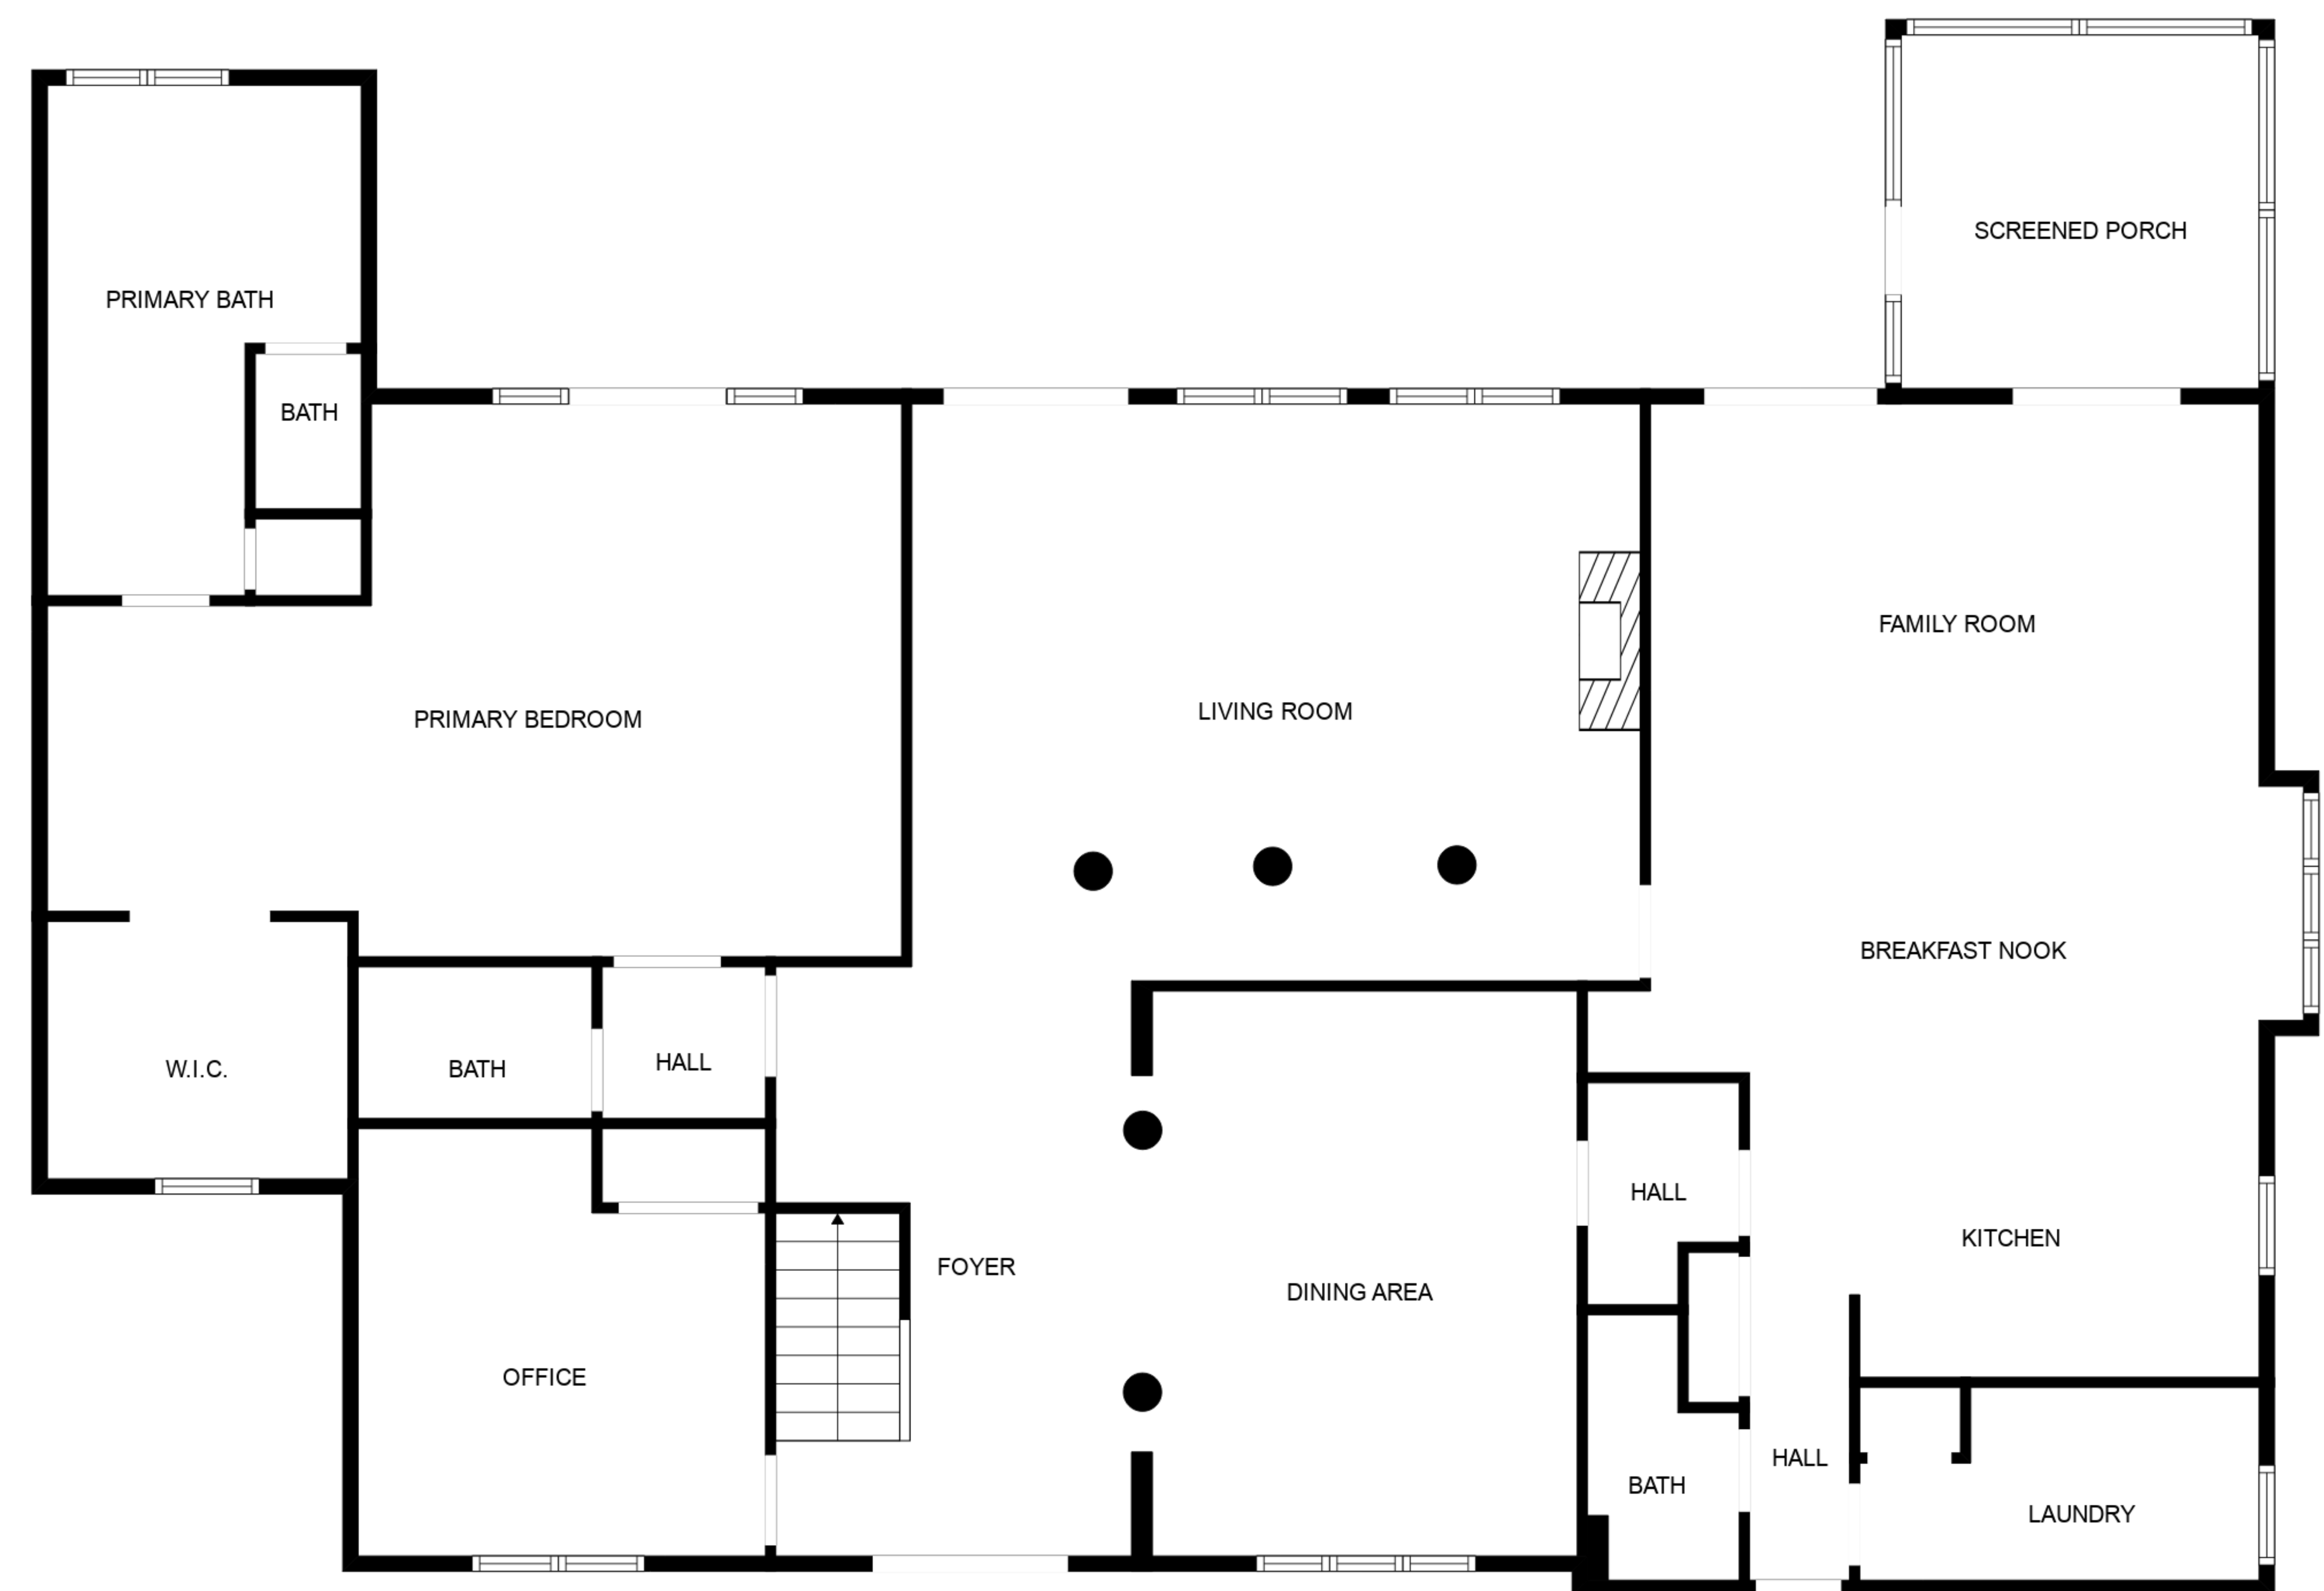 SCREENED PORCH
PRIMARY BATH
BATH
FAMILY ROOM
PRIMARY BEDROOM
LIVING ROOM
BREAKFAST NOOK
W.I.C.
BATH
HALL
HALL
KITCHEN
FOYER
DINING AREA
OFFICE
HALL
BATH
LAUNDRY